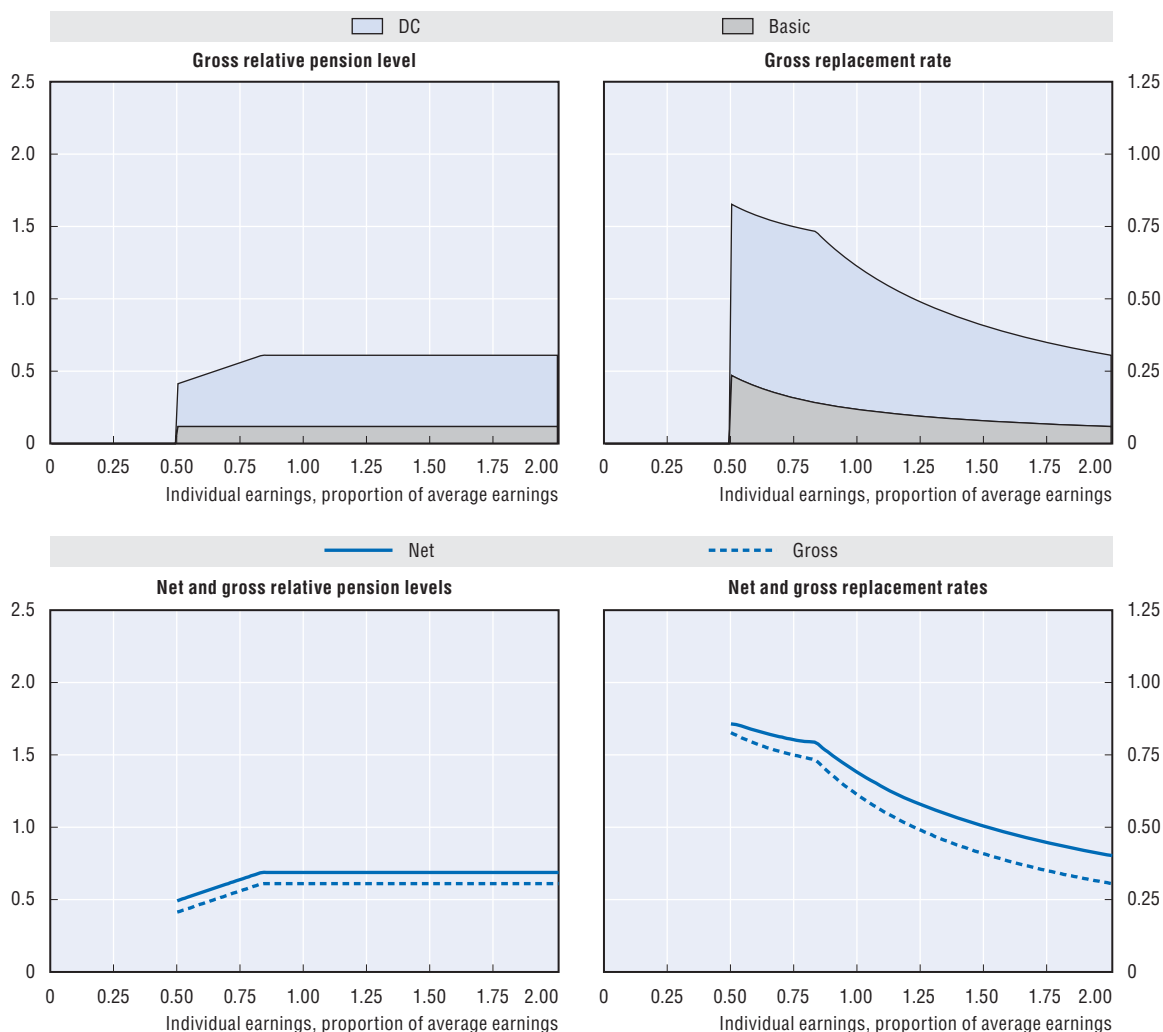 DC Basic
Gross relative pension level
2.5
2.0
1.5
1.0
0.5
0
0 0.25 0.50 0.75 1.00 1.25 1.50 1.75 2.00
Individual earnings, proportion of average earnings
Gross replacement rate
1.25
1.00
0.75
0.50
0.25
0
0 0.25 0.50 0.75 1.00 1.25 1.50 1.75 2.00
Individual earnings, proportion of average earnings
Net Gross
Net and gross relative pension levels
2.5
2.0
1.5
1.0
0.5
0
0 0.25 0.50 0.75 1.00 1.25 1.50 1.75 2.00
Individual earnings, proportion of average earnings
Net and gross replacement rates
1.25
1.00
0.75
0.50
0.25
0
0 0.25 0.50 0.75 1.00 1.25 1.50 1.75 2.00
Individual earnings, proportion of average earnings